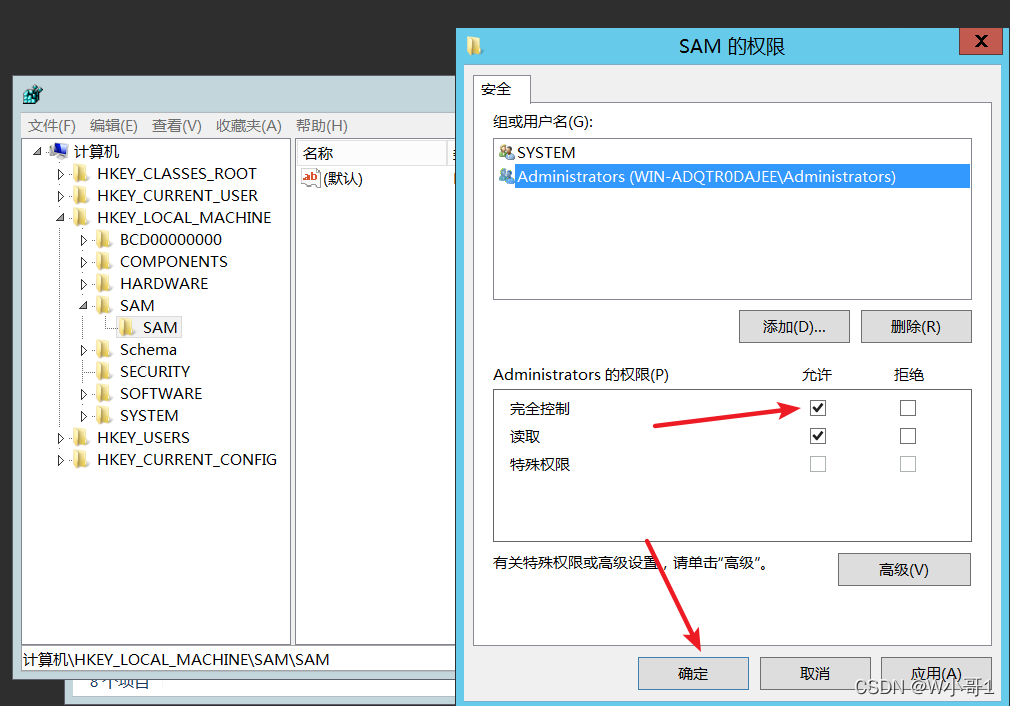 文件(F) 编辑(E) 查看(V) 收藏夹(A) 帮助(H)
计算机
HKEY_CLASSES_ROOT
HKEY_CURRENT_USER
HKEY_LOCAL_MACHINE
BCD00000000
COMPONENTS
HARDWARE
SAM
SAM
Schema
SECURITY
SOFTWARE
SYSTEM
HKEY_USERS
HKEY_CURRENT_CONFIG
名称
ab (默认)
计算机\HKEY_LOCAL_MACHINE\SAM\SAM
8 个项目
SAM 的权限
安全
组或用户名(G):
SYSTEM
Administrators (WIN-ADQTR0DAJEE\Administrators)
添加(D)... 删除(R)
Administrators 的权限(P) 允许 拒绝
完全控制
读取
特殊权限
有关特殊权限或高级设置，请单击“高级”。
高级(V)
确定 取消 应用(A)
CSDN @W小哥1